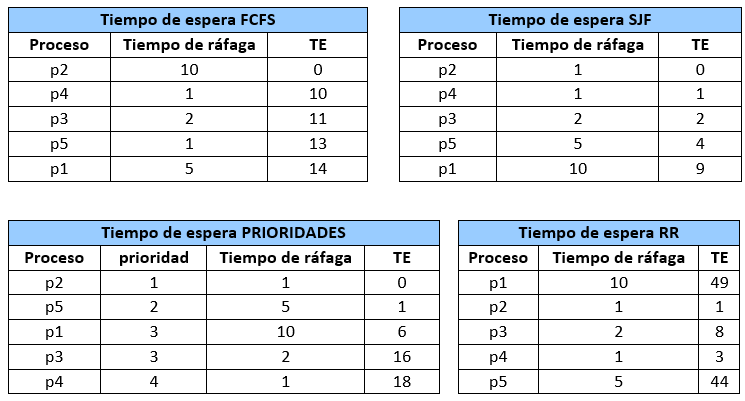 Tiempo de espera FCFS
Proceso Tiempo de ráfaga TE
p2 10 0
p4 1 10
p3 2 11
p5 1 13
p1 5 14
Tiempo de espera SJF
Proceso Tiempo de ráfaga TE
p2 1 0
p4 1 1
p3 2 2
p5 5 4
p1 10 9
Tiempo de espera PRIORIDADES
Proceso prioridad Tiempo de ráfaga TE
p2 1 1 0
p5 2 5 1
p1 3 10 6
p3 3 2 16
p4 4 1 18
Tiempo de espera RR
Proceso Tiempo de ráfaga TE
p1 10 49
p2 1 1
p3 2 8
p4 1 3
p5 5 44